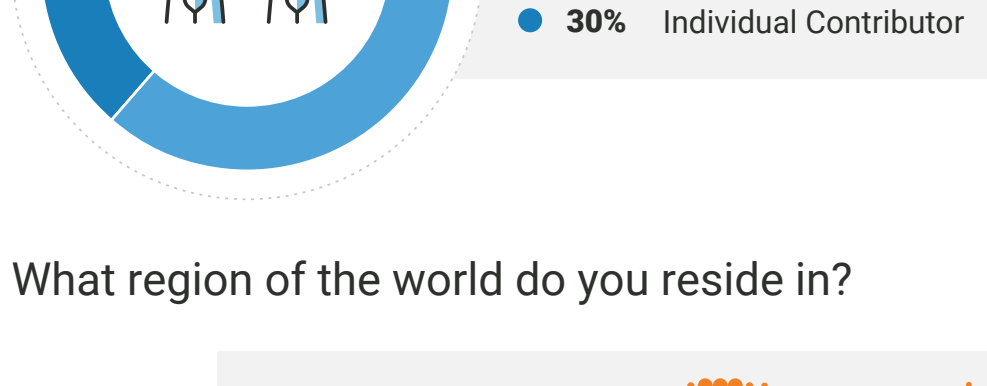 30% Individual Contributor
What region of the world do you reside in?